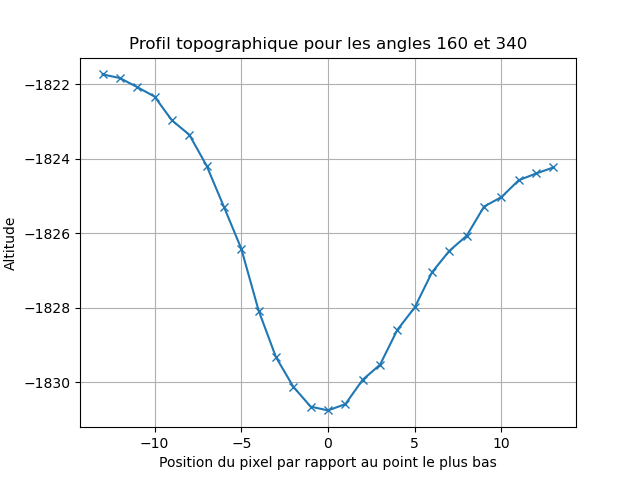 Profil topographique pour les angles 160 et 340
−1822
−1824
−1826
−1828
−1830
Altitude
−10 −5 0 5 10
Position du pixel par rapport au point le plus bas